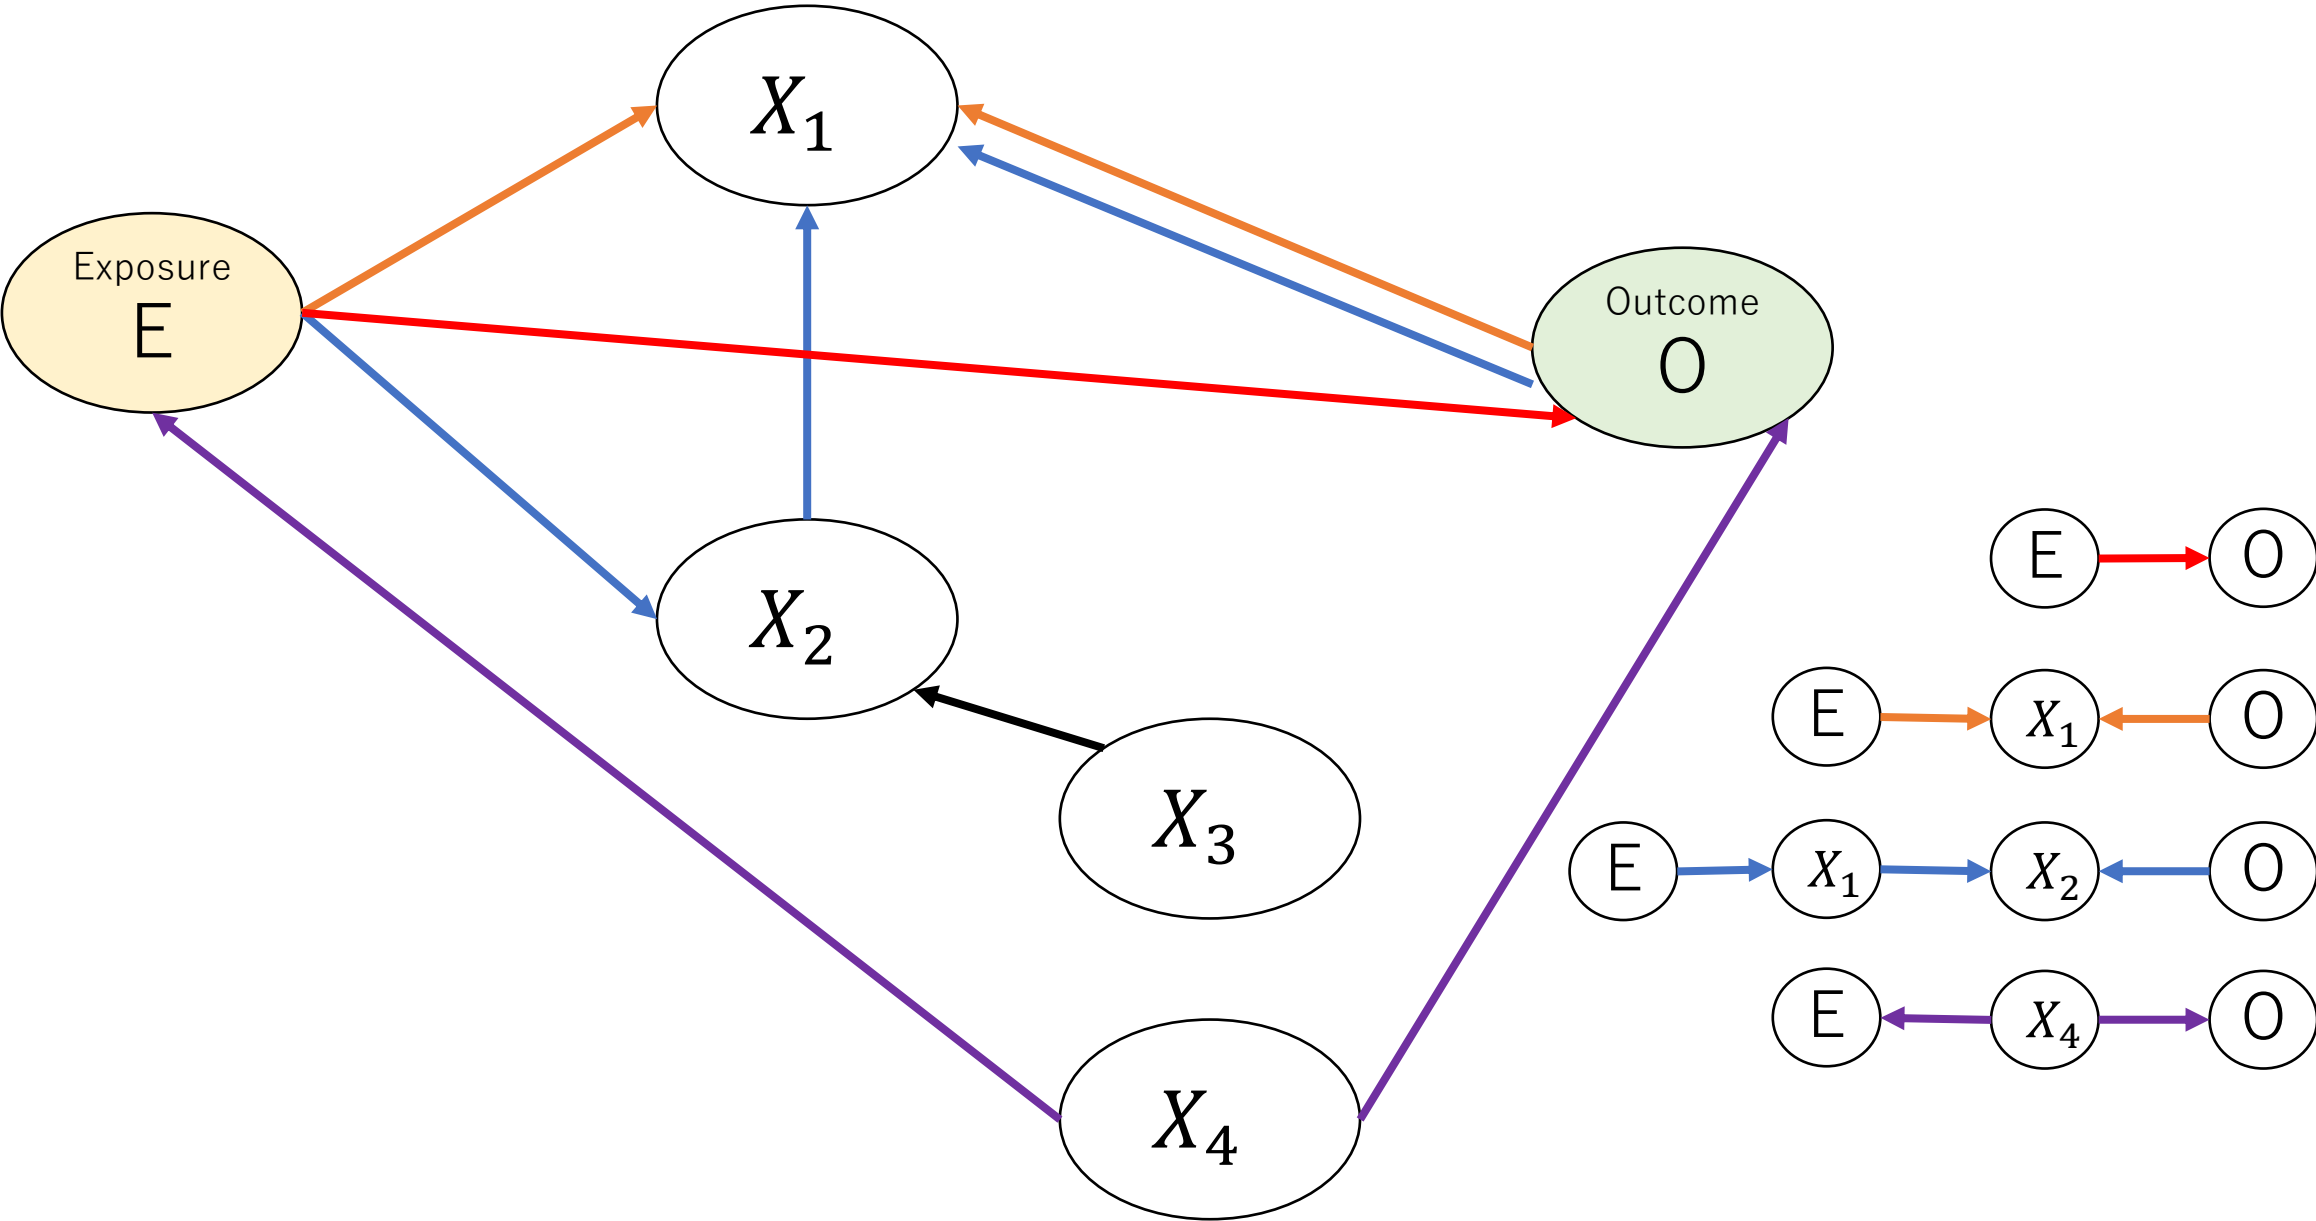 X₁
Exposure
E
Outcome
O
X₂
X₃
X₄
E O
E X₁ O
E X₁ X₂ O
E X₄ O